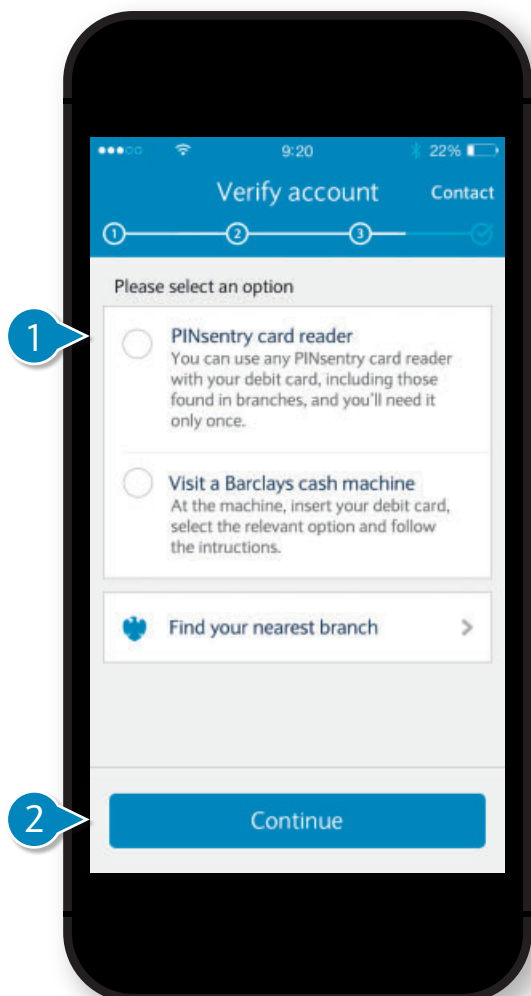 9:20
22%
Verify account
Contact
1
2
3
Please select an option
1
PINsentry card reader
You can use any PINsentry card reader
with your debit card, including those
found in branches, and you'll need it
only once.
Visit a Barclays cash machine
At the machine, insert your debit card,
select the relevant option and follow
the intructions.
Find your nearest branch
2
Continue